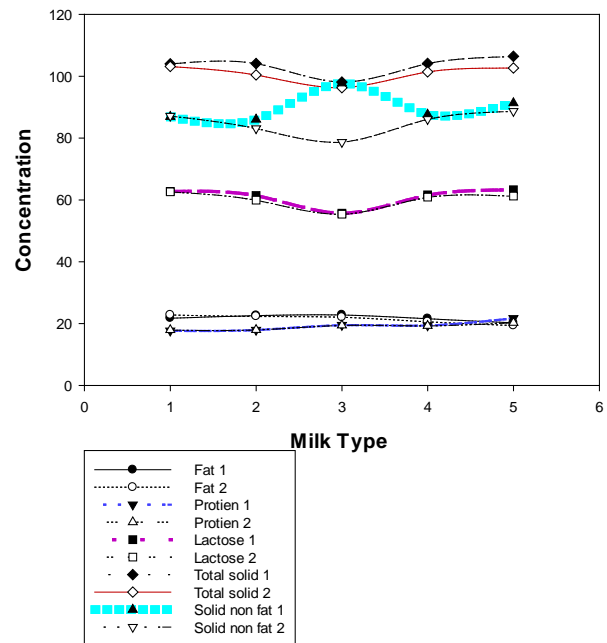 120
100
80
60
40
20
0
0 1 2 3 4 5 6
Concentration
Milk Type
Fat 1
Fat 2
Protien 1
Protien 2
Lactose 1
Lactose 2
Total solid 1
Total solid 2
Solid non fat 1
Solid non fat 2